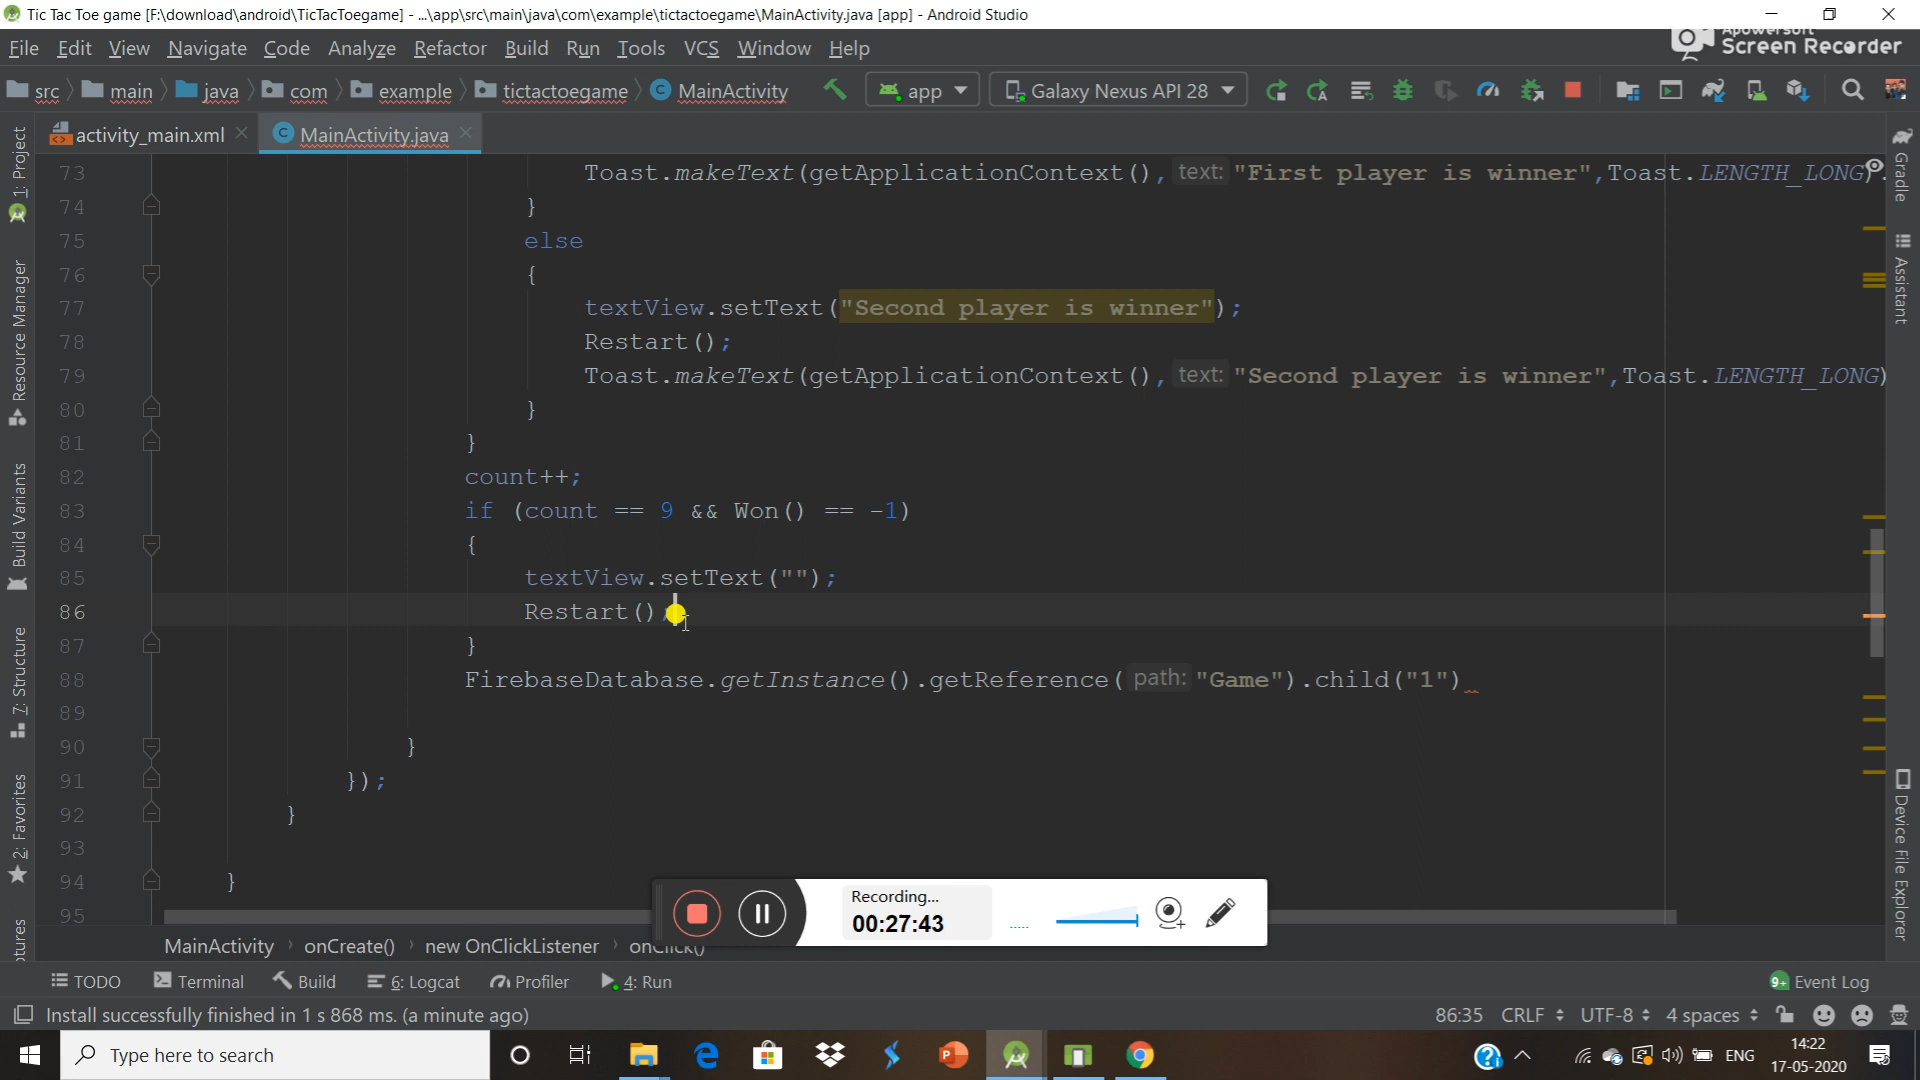 Tic Tac Toe game [F:\download\android\TicTacToegame] - ...\app\src\main\java\com\example\tictactoegame\MainActivity.java [app] - Android Studio
File Edit View Navigate Code Analyze Refactor Build Run Tools VCS Window Help
Apowersoft
Screen Recorder
src main java com example tictactoegame MainActivity app Galaxy Nexus API 28
activity_main.xml MainActivity.java
1: Project
Resource Manager
Build Variants
7: Structure
2: Favorites
73 Toast.makeText(getApplicationContext(), text: "First player is winner",Toast.LENGTH_LONG).
74 }
75 else
76 {
77 textView.setText("Second player is winner");
78 Restart();
79 Toast.makeText(getApplicationContext(), text: "Second player is winner",Toast.LENGTH_LONG)
80 }
81 }
82 count++;
83 if (count == 9 && Won() == -1)
84 {
85 textView.setText("");
86 Restart();
87 }
88 FirebaseDatabase.getInstance().getReference( path: "Game").child("1")
89
90 }
91 });
92 }
93
94 }
95
Gradle
Assistant
Device File Explorer
Recording...
00:27:43
MainActivity onCreate() new OnClickListener onClick()
TODO Terminal Build 6: Logcat Profiler 4: Run 9+ Event Log
Install successfully finished in 1 s 868 ms. (a minute ago) 86:35 CRLF UTF-8 4 spaces
Type here to search ENG 14:22
17-05-2020